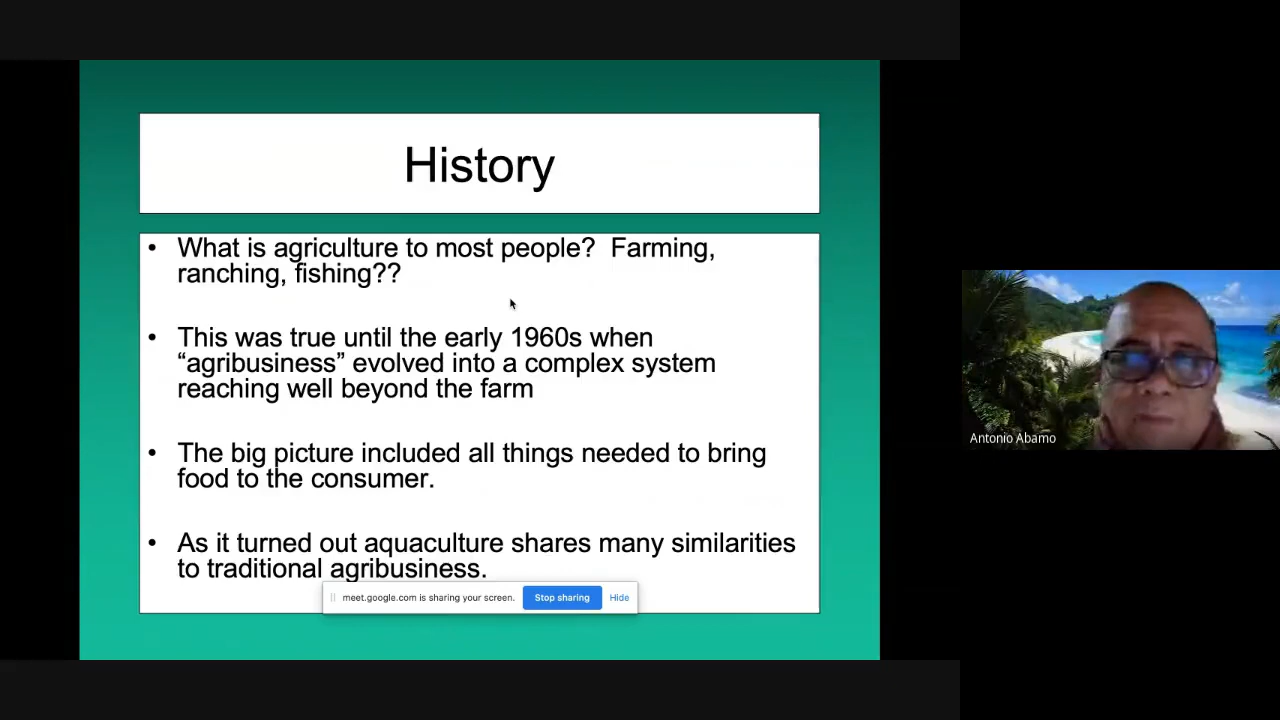 History
• What is agriculture to most people?  Farming,
ranching, fishing??
• This was true until the early 1960s when
“agribusiness” evolved into a complex system
reaching well beyond the farm
• The big picture included all things needed to bring
food to the consumer.
• As it turned out aquaculture shares many similarities
to traditional agribusiness.
meet.google.com is sharing your screen. Stop sharing Hide
Antonio Abamo